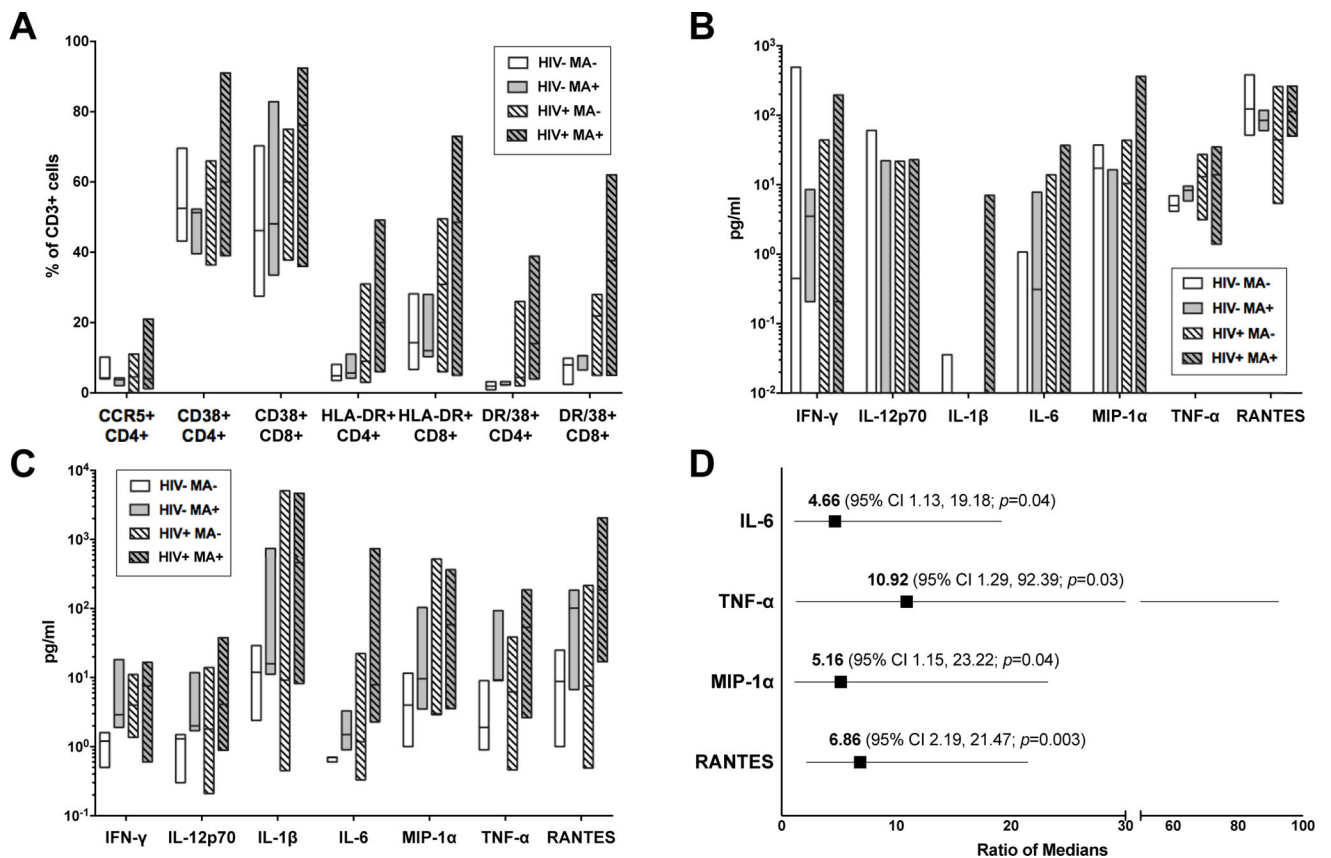 A
% of CD3+ cells
100
80
60
40
20
0
HIV- MA-
HIV- MA+
HIV+ MA-
HIV+ MA+
CCR5+ CD38+ CD38+ HLA-DR+ HLA-DR+ DR/38+ DR/38+
CD4+ CD4+ CD8+ CD4+ CD8+ CD4+ CD8+
B
pg/ml
10³
10²
10¹
10⁰
10⁻¹
10⁻²
HIV- MA-
HIV- MA+
HIV+ MA-
HIV+ MA+
IFN-γ IL-12p70 IL-1β IL-6 MIP-1α TNF-α RANTES
C
pg/ml
10⁴
10³
10²
10¹
10⁰
10⁻¹
HIV- MA-
HIV- MA+
HIV+ MA-
HIV+ MA+
IFN-γ IL-12p70 IL-1β IL-6 MIP-1α TNF-α RANTES
D
IL-6
4.66 (95% CI 1.13, 19.18; p=0.04)
TNF-α
10.92 (95% CI 1.29, 92.39; p=0.03)
MIP-1α
5.16 (95% CI 1.15, 23.22; p=0.04)
RANTES
6.86 (95% CI 2.19, 21.47; p=0.003)
0 10 20 30 60 80 100
Ratio of Medians